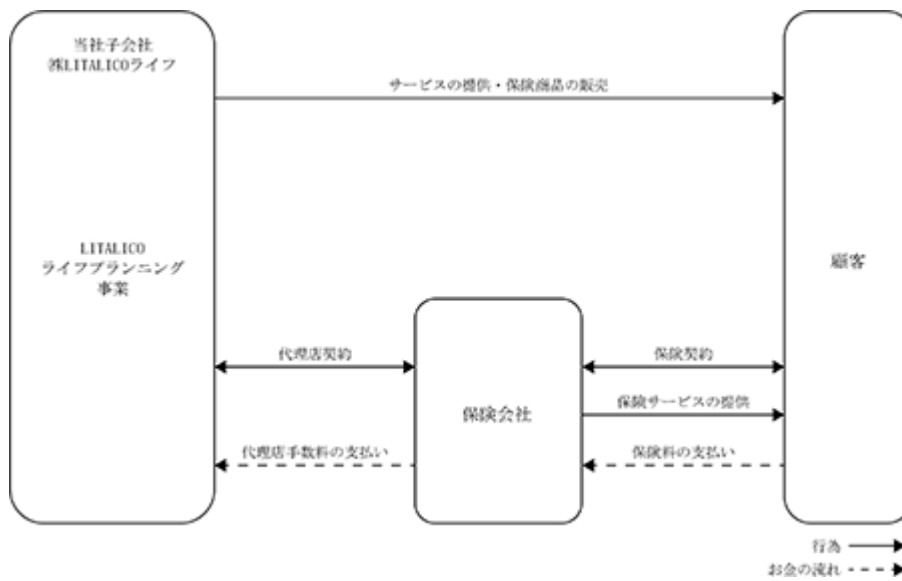 当社子会社
㈱LITALICOライフ
サービスの提供・保険商品の販売
LITALICO
ライフプランニング
事業
顧客
代理店契約
保険契約
保険会社
保険サービスの提供
代理店手数料の支払い
保険料の支払い
行為
お金の流れ